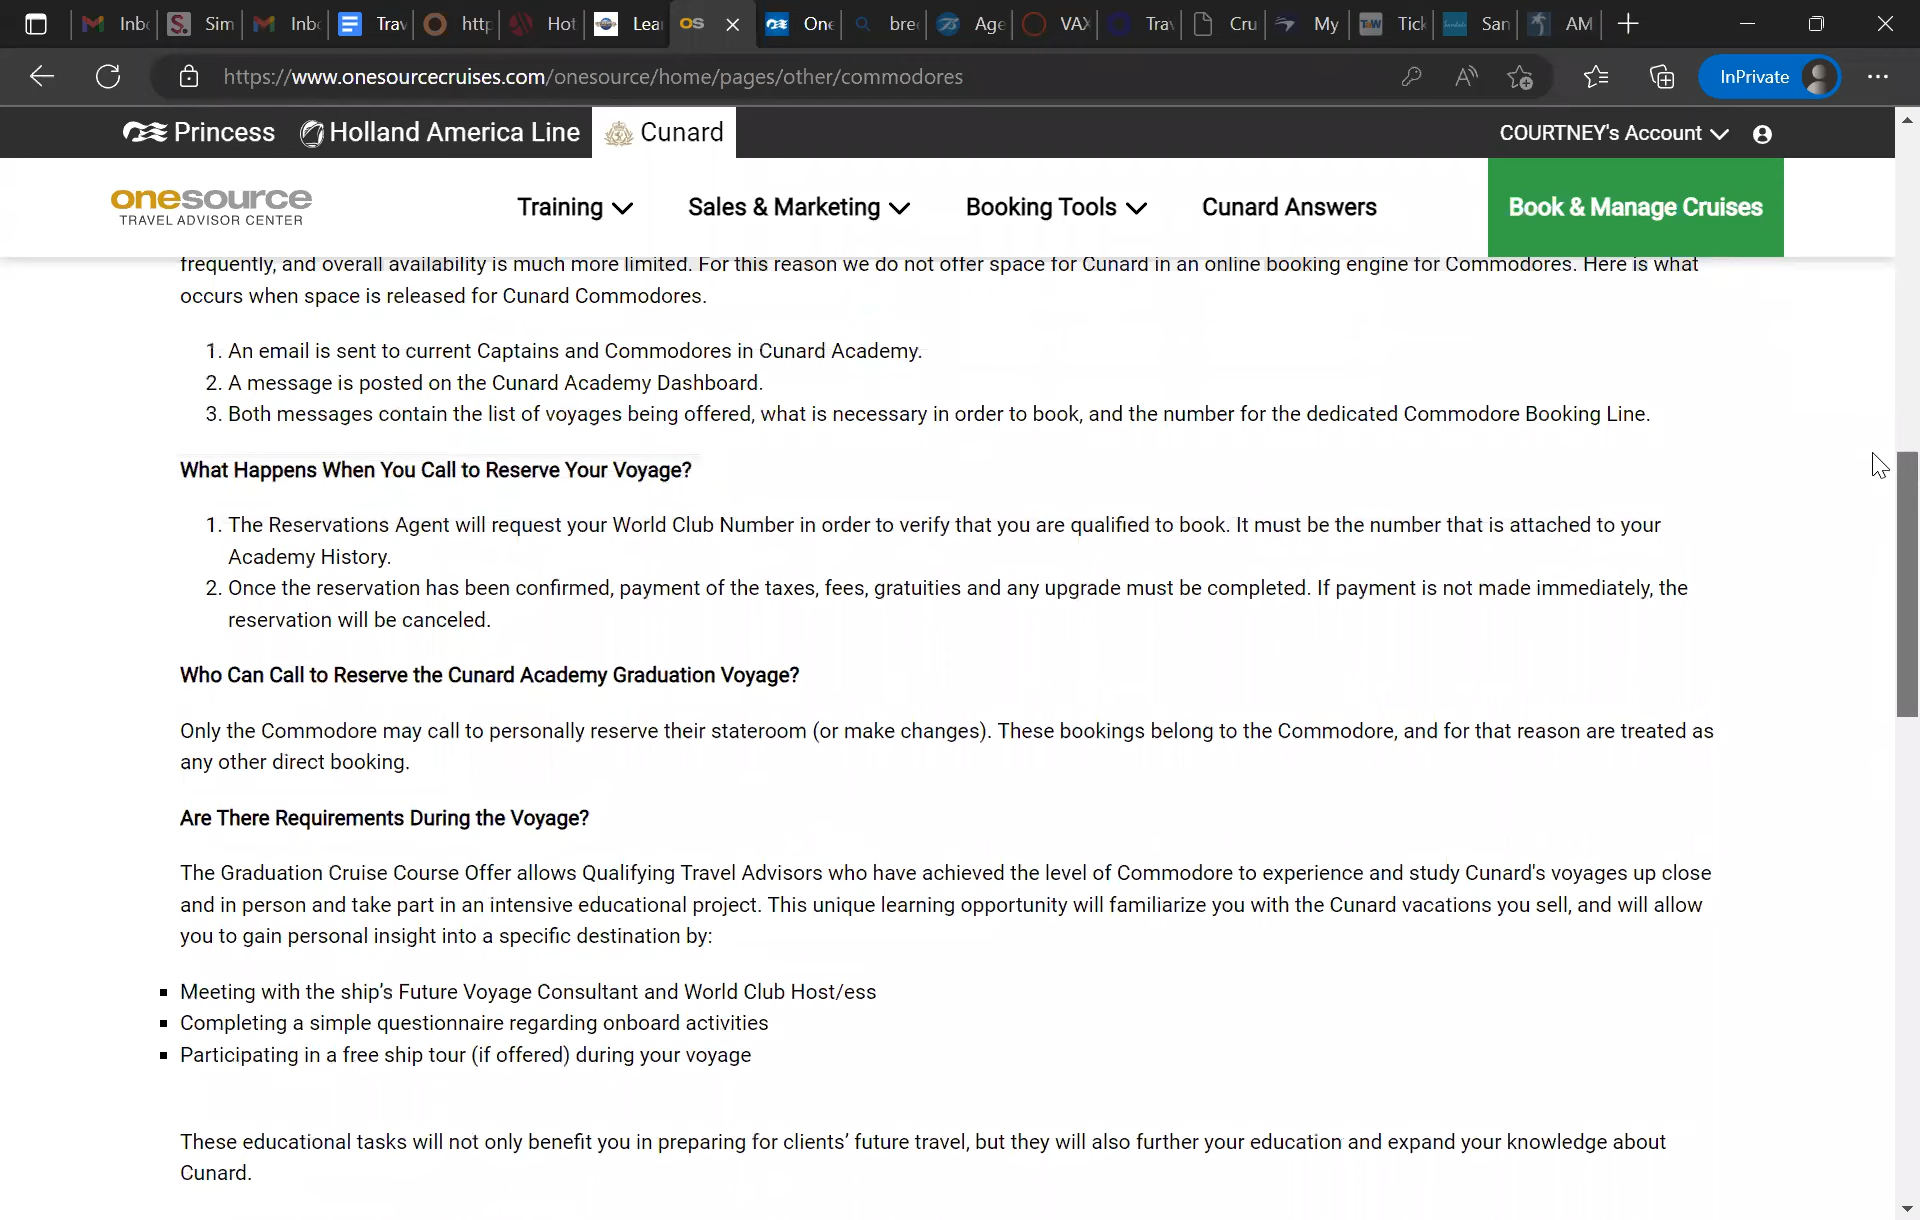 Inbo
Sim
Inbo
Trav
http
Hot
Lea
OS
One
bre
Age
VAX
Trav
Cru
My
TaW
Tick
San
AM
https://www.onesourcecruises.com/onesource/home/pages/other/commodores
InPrivate
Princess
Holland America Line
Cunard
COURTNEY's Account
onesource
TRAVEL ADVISOR CENTER
Training
Sales & Marketing
Booking Tools
Cunard Answers
Book & Manage Cruises
frequently, and overall availability is much more limited. For this reason we do not offer space for Cunard in an online booking engine for Commodores. Here is what
occurs when space is released for Cunard Commodores.
1. An email is sent to current Captains and Commodores in Cunard Academy.
2. A message is posted on the Cunard Academy Dashboard.
3. Both messages contain the list of voyages being offered, what is necessary in order to book, and the number for the dedicated Commodore Booking Line.
What Happens When You Call to Reserve Your Voyage?
1. The Reservations Agent will request your World Club Number in order to verify that you are qualified to book. It must be the number that is attached to your
Academy History.
2. Once the reservation has been confirmed, payment of the taxes, fees, gratuities and any upgrade must be completed. If payment is not made immediately, the
reservation will be canceled.
Who Can Call to Reserve the Cunard Academy Graduation Voyage?
Only the Commodore may call to personally reserve their stateroom (or make changes). These bookings belong to the Commodore, and for that reason are treated as
any other direct booking.
Are There Requirements During the Voyage?
The Graduation Cruise Course Offer allows Qualifying Travel Advisors who have achieved the level of Commodore to experience and study Cunard's voyages up close
and in person and take part in an intensive educational project. This unique learning opportunity will familiarize you with the Cunard vacations you sell, and will allow
you to gain personal insight into a specific destination by:
▪ Meeting with the ship’s Future Voyage Consultant and World Club Host/ess
▪ Completing a simple questionnaire regarding onboard activities
▪ Participating in a free ship tour (if offered) during your voyage
These educational tasks will not only benefit you in preparing for clients’ future travel, but they will also further your education and expand your knowledge about
Cunard.